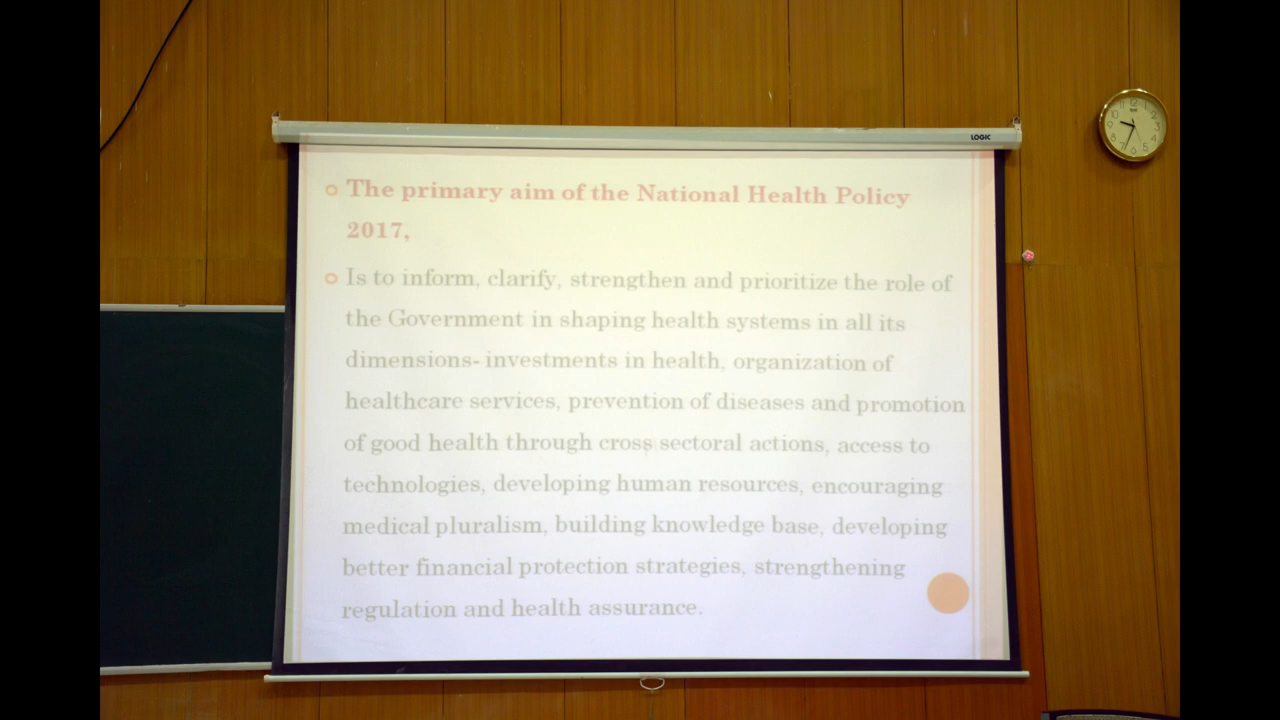 LOGIC
The primary aim of the National Health Policy
2017,
Is to inform, clarify, strengthen and prioritize the role of
the Government in shaping health systems in all its
dimensions- investments in health, organization of
healthcare services, prevention of diseases and promotion
of good health through cross sectoral actions, access to
technologies, developing human resources, encouraging
medical pluralism, building knowledge base, developing
better financial protection strategies, strengthening
regulation and health assurance.